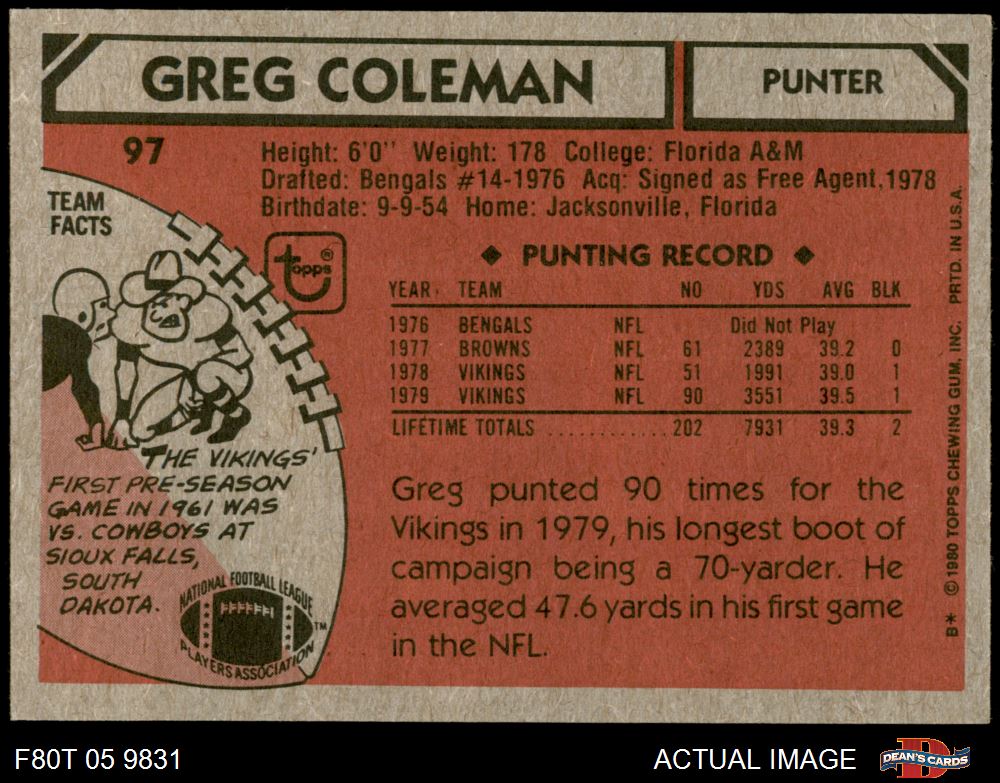 GREG COLEMAN
PUNTER
97
Height: 6'0" Weight: 178 College: Florida A&M
Drafted: Bengals #14-1976 Acq: Signed as Free Agent, 1978
Birthdate: 9-9-54 Home: Jacksonville, Florida
TEAM
FACTS
topps®
◆ PUNTING RECORD ◆
YEAR TEAM NO YDS AVG BLK
1976 BENGALS NFL Did Not Play
1977 BROWNS NFL 61 2389 39.2 0
1978 VIKINGS NFL 51 1991 39.0 1
1979 VIKINGS NFL 90 3551 39.5 1
LIFETIME TOTALS ............ 202 7931 39.3 2
THE VIKINGS'
FIRST PRE-SEASON
GAME IN 1961 WAS
VS. COWBOYS AT
SIOUX FALLS,
SOUTH
DAKOTA.
NATIONAL FOOTBALL LEAGUE
PLAYERS ASSOCIATION
TM
Greg punted 90 times for the
Vikings in 1979, his longest boot of
campaign being a 70-yarder. He
averaged 47.6 yards in his first game
in the NFL.
B* © 1980 TOPPS CHEWING GUM, INC. PRTD. IN U.S.A.
F80T 05 9831
ACTUAL IMAGE
D
DEAN'S CARDS